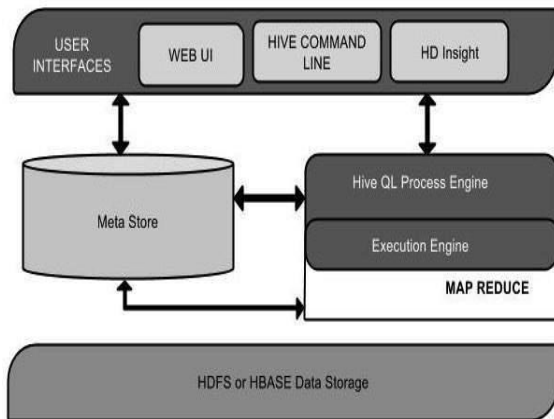 USER
INTERFACES
WEB UI
HIVE COMMAND
LINE
HD Insight
Meta Store
Hive QL Process Engine
Execution Engine
MAP REDUCE
HDFS or HBASE Data Storage